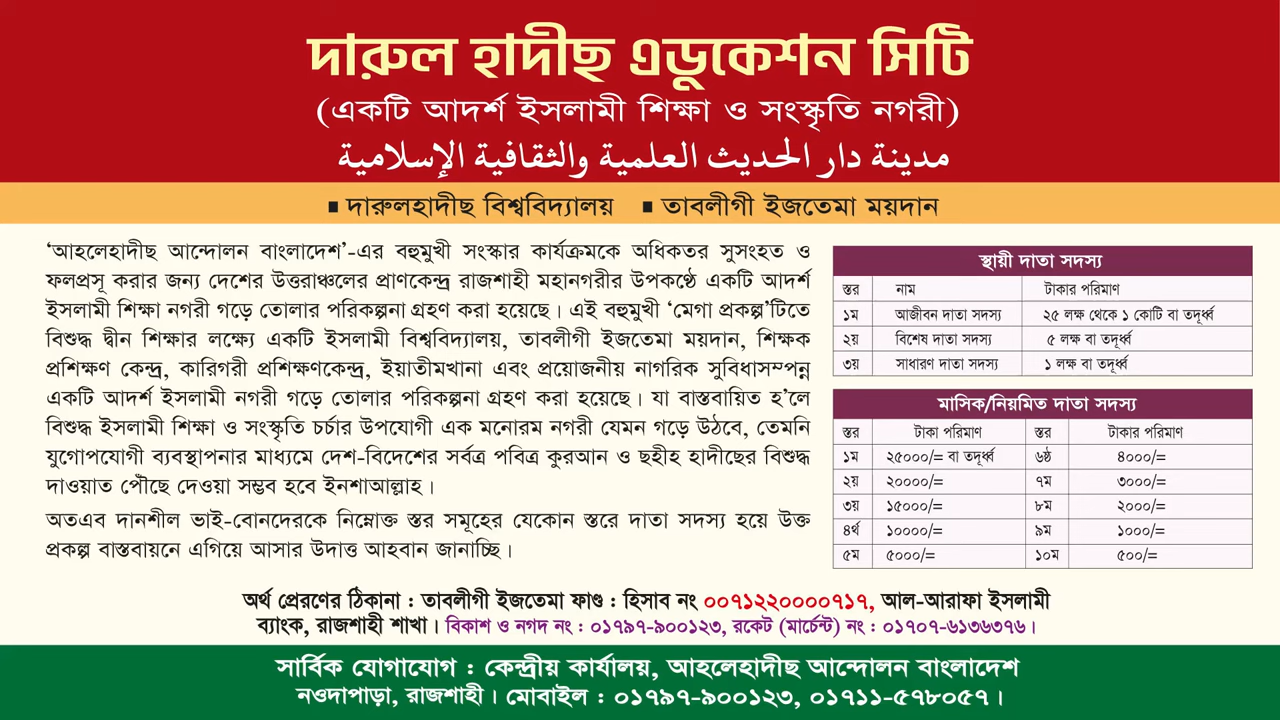 দারুল হাদীছ এডুকেশন সিটি
(একটি আদর্শ ইসলামী শিক্ষা ও সংস্কৃতি নগরী)
مدينة دار الحديث العلمية والثقافية الإسلامية
▪ দারুলহাদীছ বিশ্ববিদ্যালয় ▪ তাবলীগী ইজতেমা ময়দান
‘আহলেহাদীছ আন্দোলন বাংলাদেশ’-এর বহুমুখী সংস্কার কার্যক্রমকে অধিকতর সুসংহত ও
ফলপ্রসূ করার জন্য দেশের উত্তরাঞ্চলের প্রাণকেন্দ্র রাজশাহী মহানগরীর উপকণ্ঠে একটি আদর্শ
ইসলামী শিক্ষা নগরী গড়ে তোলার পরিকল্পনা গ্রহণ করা হয়েছে। এই বহুমুখী ‘মেগা প্রকল্প’টিতে
বিশুদ্ধ দ্বীন শিক্ষার লক্ষ্যে একটি ইসলামী বিশ্ববিদ্যালয়, তাবলীগী ইজতেমা ময়দান, শিক্ষক
প্রশিক্ষণ কেন্দ্র, কারিগরী প্রশিক্ষণকেন্দ্র, ইয়াতীমখানা এবং প্রয়োজনীয় নাগরিক সুবিধাসম্পন্ন
একটি আদর্শ ইসলামী নগরী গড়ে তোলার পরিকল্পনা গ্রহণ করা হয়েছে। যা বাস্তবায়িত হ’লে
বিশুদ্ধ ইসলামী শিক্ষা ও সংস্কৃতি চর্চার উপযোগী এক মনোরম নগরী যেমন গড়ে উঠবে, তেমনি
যুগোপযোগী ব্যবস্থাপনার মাধ্যমে দেশ-বিদেশের সর্বত্র পবিত্র কুরআন ও ছহীহ হাদীছের বিশুদ্ধ
দাওয়াত পৌঁছে দেওয়া সম্ভব হবে ইনশাআল্লাহ।
অতএব দানশীল ভাই-বোনদেরকে নিম্নোক্ত স্তর সমূহের যেকোন স্তরে দাতা সদস্য হয়ে উক্ত
প্রকল্প বাস্তবায়নে এগিয়ে আসার উদাত্ত আহবান জানাচ্ছি।
স্থায়ী দাতা সদস্য
স্তর নাম টাকার পরিমাণ
১ম আজীবন দাতা সদস্য ২৫ লক্ষ থেকে ১ কোটি বা তদূর্ধ্ব
২য় বিশেষ দাতা সদস্য ৫ লক্ষ বা তদূর্ধ্ব
৩য় সাধারণ দাতা সদস্য ১ লক্ষ বা তদূর্ধ্ব
মাসিক/নিয়মিত দাতা সদস্য
স্তর টাকা পরিমাণ স্তর টাকার পরিমাণ
১ম ২৫০০০/= বা তদূর্ধ্ব ৬ষ্ঠ ৪০০০/=
২য় ২০০০০/= ৭ম ৩০০০/=
৩য় ১৫০০০/= ৮ম ২০০০/=
৪র্থ ১০০০০/= ৯ম ১০০০/=
৫ম ৫০০০/= ১০ম ৫০০/=
অর্থ প্রেরণের ঠিকানা : তাবলীগী ইজতেমা ফাণ্ড : হিসাব নং ০০৭১২২০০০০৭১৭, আল-আরাফা ইসলামী
ব্যাংক, রাজশাহী শাখা। বিকাশ ও নগদ নং : ০১৭৯৭-৯০০১২৩, রকেট (মার্চেন্ট) নং : ০১৭০৭-৬১৩৬৩৭৬।
সার্বিক যোগাযোগ : কেন্দ্রীয় কার্যালয়, আহলেহাদীছ আন্দোলন বাংলাদেশ
নওদাপাড়া, রাজশাহী। মোবাইল : ০১৭৯৭-৯০০১২৩, ০১৭১১-৫৭৮০৫৭।